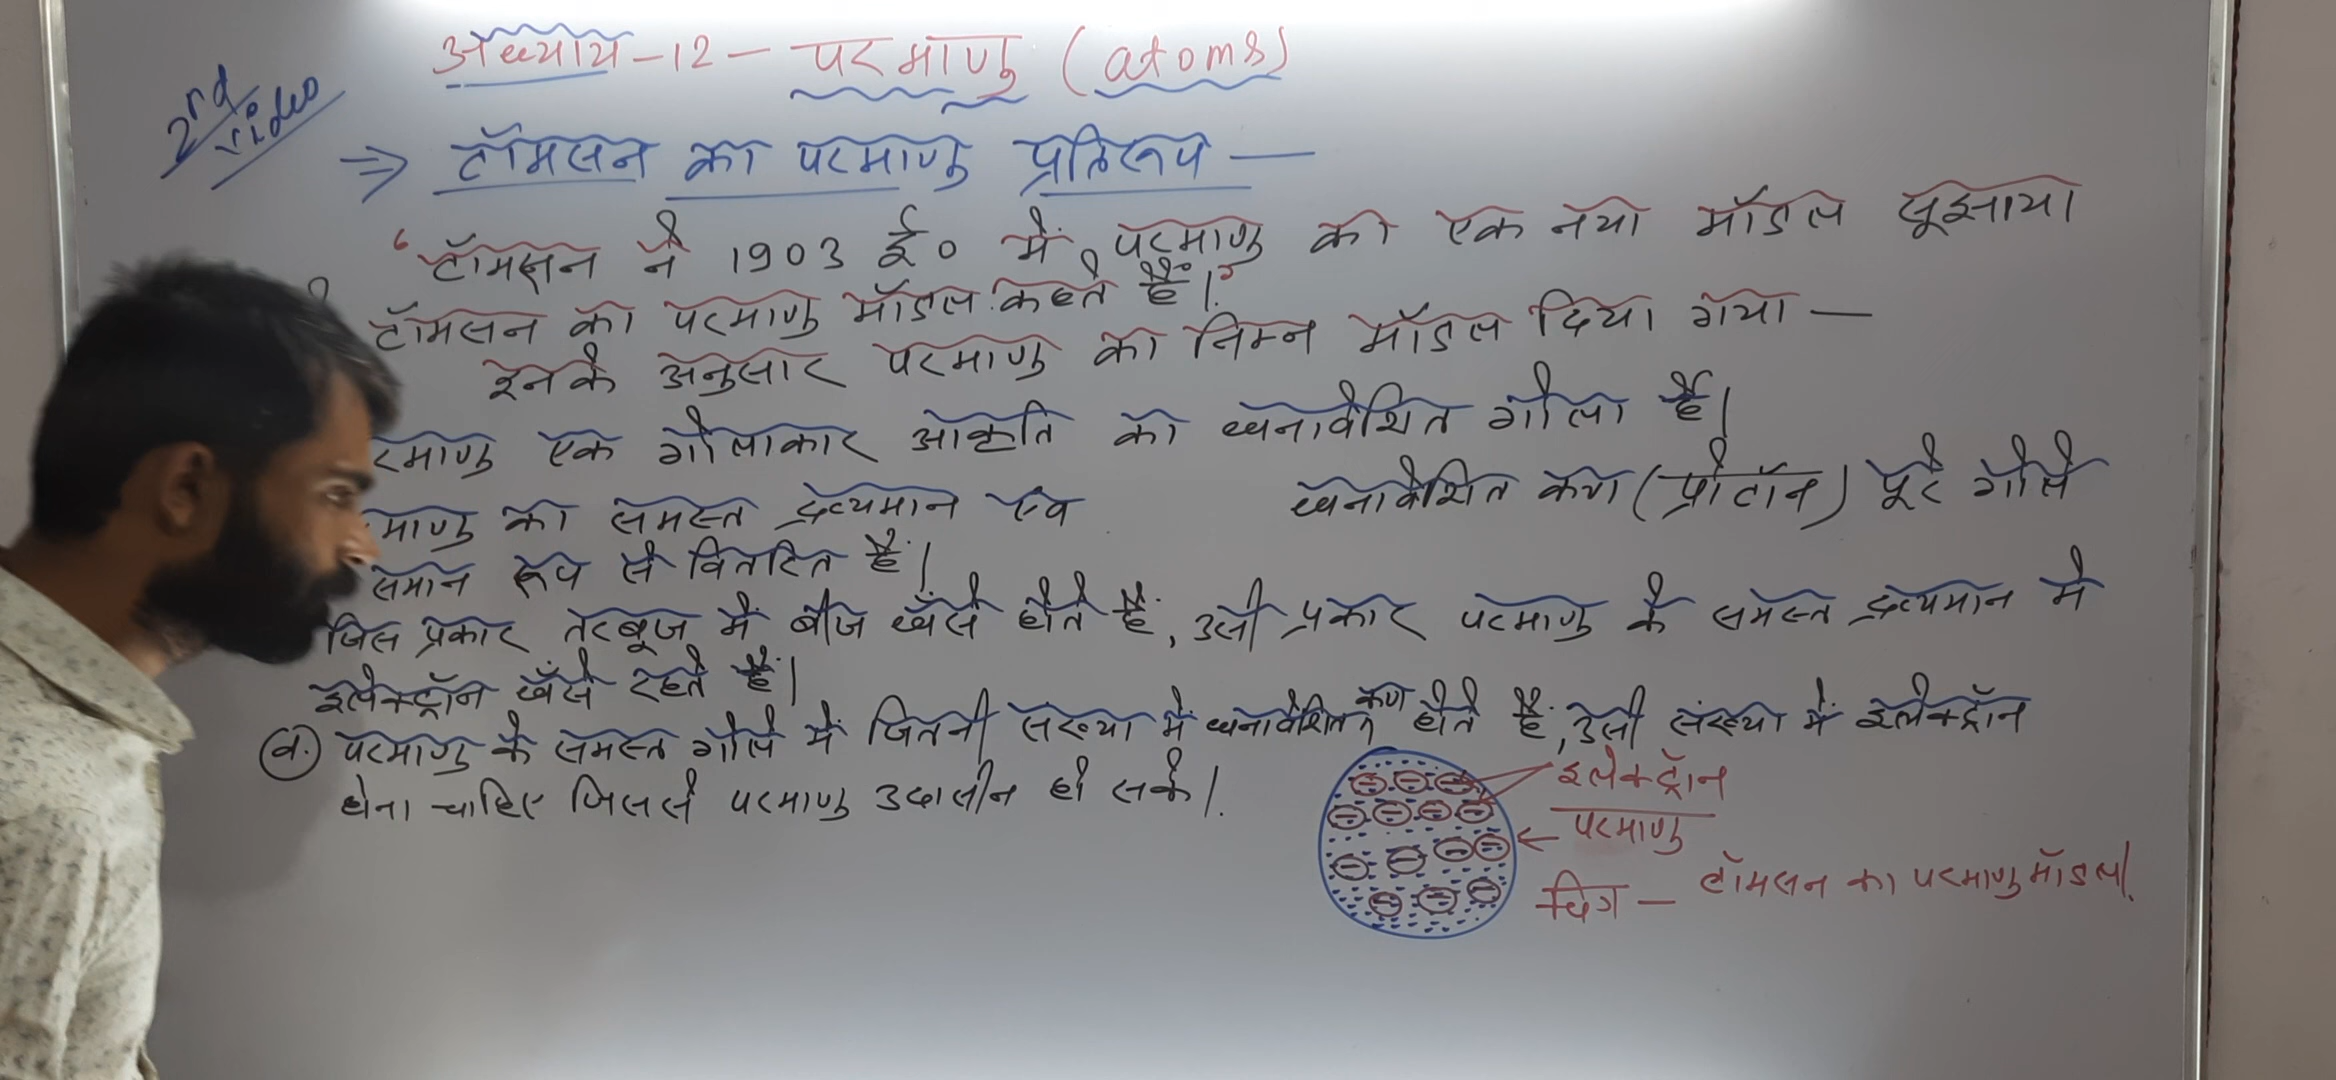 2nd video
अध्याय-12- परमाणु (atoms)
⇒ टॉमसन का परमाणु प्रतिरूप —
"टॉमसन ने 1903 ई० में, परमाणु का एक नया मॉडल सूझाया
टॉमसन का परमाणु मॉडल कहते हैं।"
इनके अनुसार परमाणु का निम्न मॉडल दिया गया —
रमाणु एक गोलाकार आकृति का धनावेशित गोला है।
माणु का समस्त द्रव्यमान एवं धनावेशित कण (प्रोटॉन) पूरे गोले
समान रूप से वितरित है।
जिस प्रकार तरबूज में बीज धँसे होते हैं, उसी प्रकार परमाणु के समस्त द्रव्यमान में
इलेक्ट्रॉन धँसे रहते हैं।
परमाणु के समस्त गोले में जितनी संख्या में धनावेशित कण होते हैं, उसी संख्या में इलेक्ट्रॉन
होना चाहिए जिससे परमाणु उदासीन हो सके।
इलेक्ट्रॉन
परमाणु
चित्र — टॉमसन का परमाणु मॉडल।